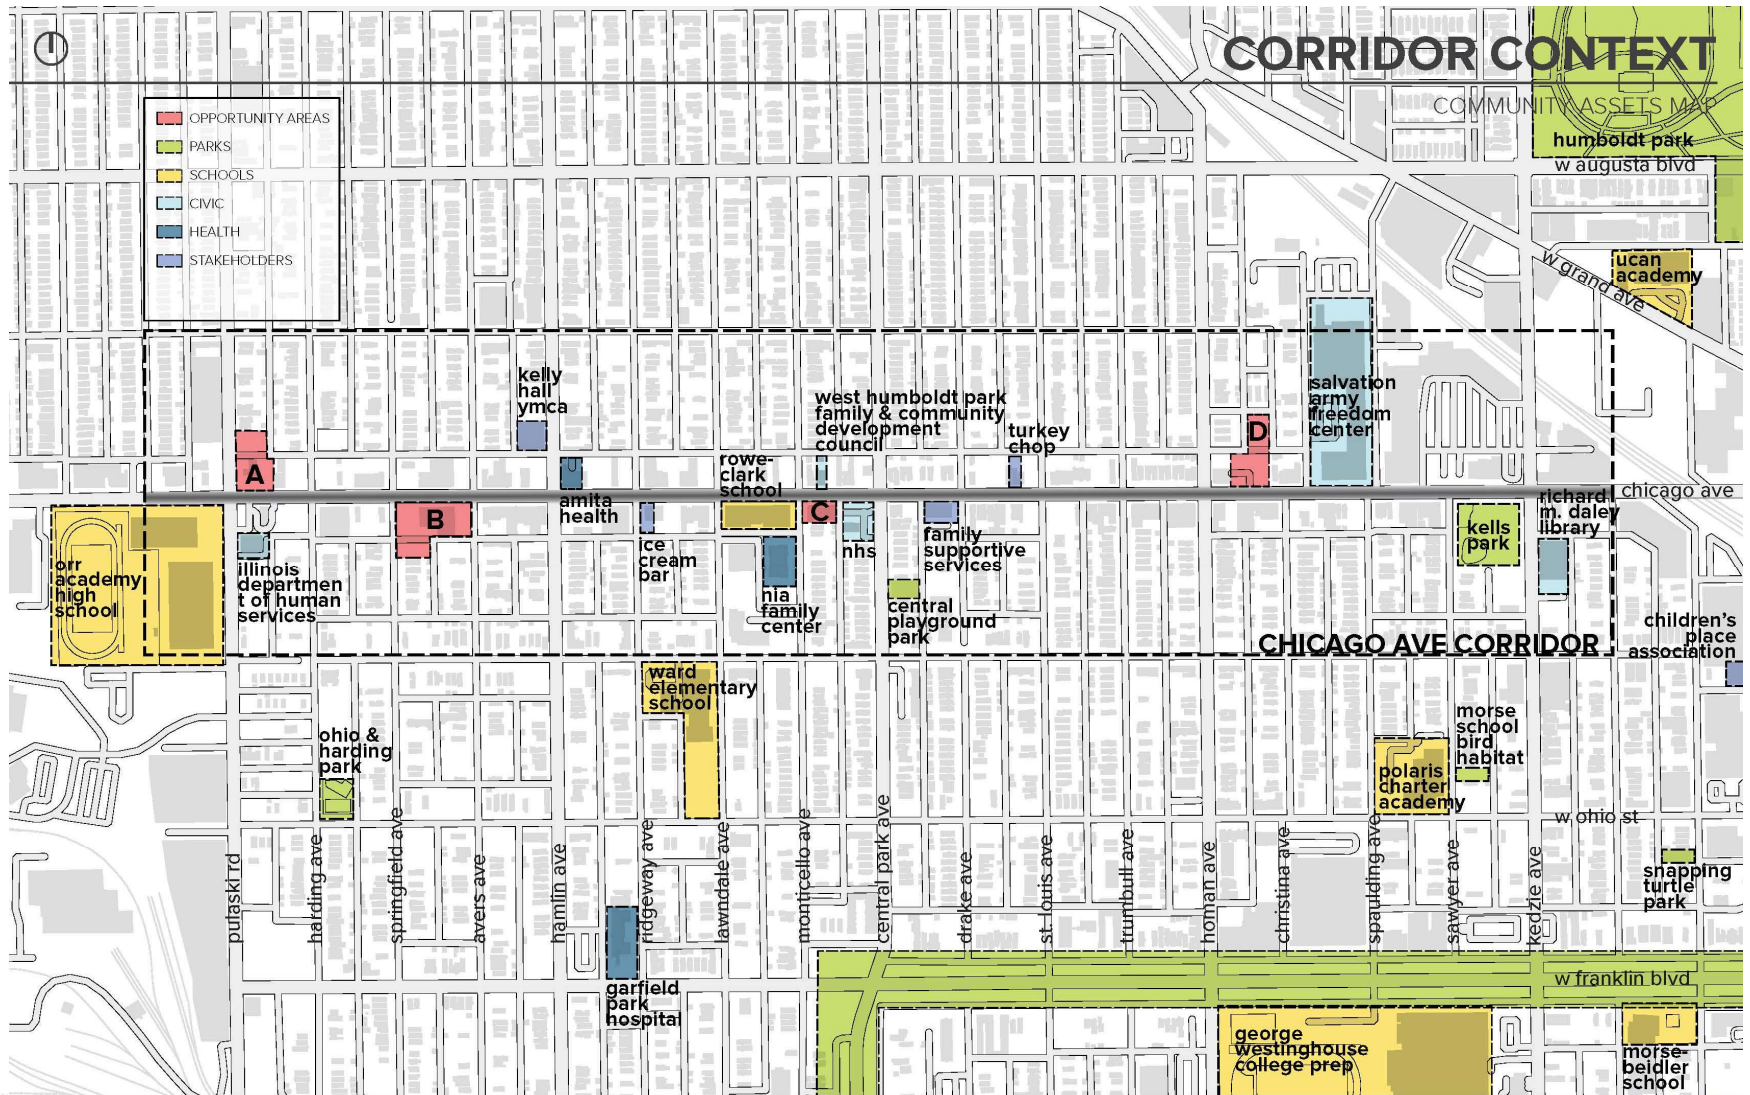 CORRIDOR CONTEXT
COMMUNITY ASSETS MAP
OPPORTUNITY AREAS
PARKS
SCHOOLS
CIVIC
HEALTH
STAKEHOLDERS
humboldt park
w augusta blvd
ucan
academy
w grand ave
kelly
hall
ymca
west humboldt park
family & community
development
council
turkey
chop
salvation
army
freedom
center
D
A
rowe-
clark
school
amita
health
B
C
chicago ave
richard
m. daley
library
kells
park
nhs
family
supportive
services
ice
cream
bar
orr
academy
high
school
illinois
departmen
t of human
services
nia
family
center
central
playground
park
CHICAGO AVE CORRIDOR
children's
place
association
ward
elementary
school
ohio &
harding
park
morse
school
bird
habitat
polaris
charter
academy
w ohio st
snapping
turtle
park
pulaski rd
harding ave
springfield ave
avers ave
hamlin ave
ridgeway ave
lawndale ave
monticello ave
central park ave
drake ave
st. louis ave
trumbull ave
homan ave
christina ave
spaulding ave
sawyer ave
kedzie ave
w franklin blvd
garfield
park
hospital
george
westinghouse
college prep
morse-
beidler
school